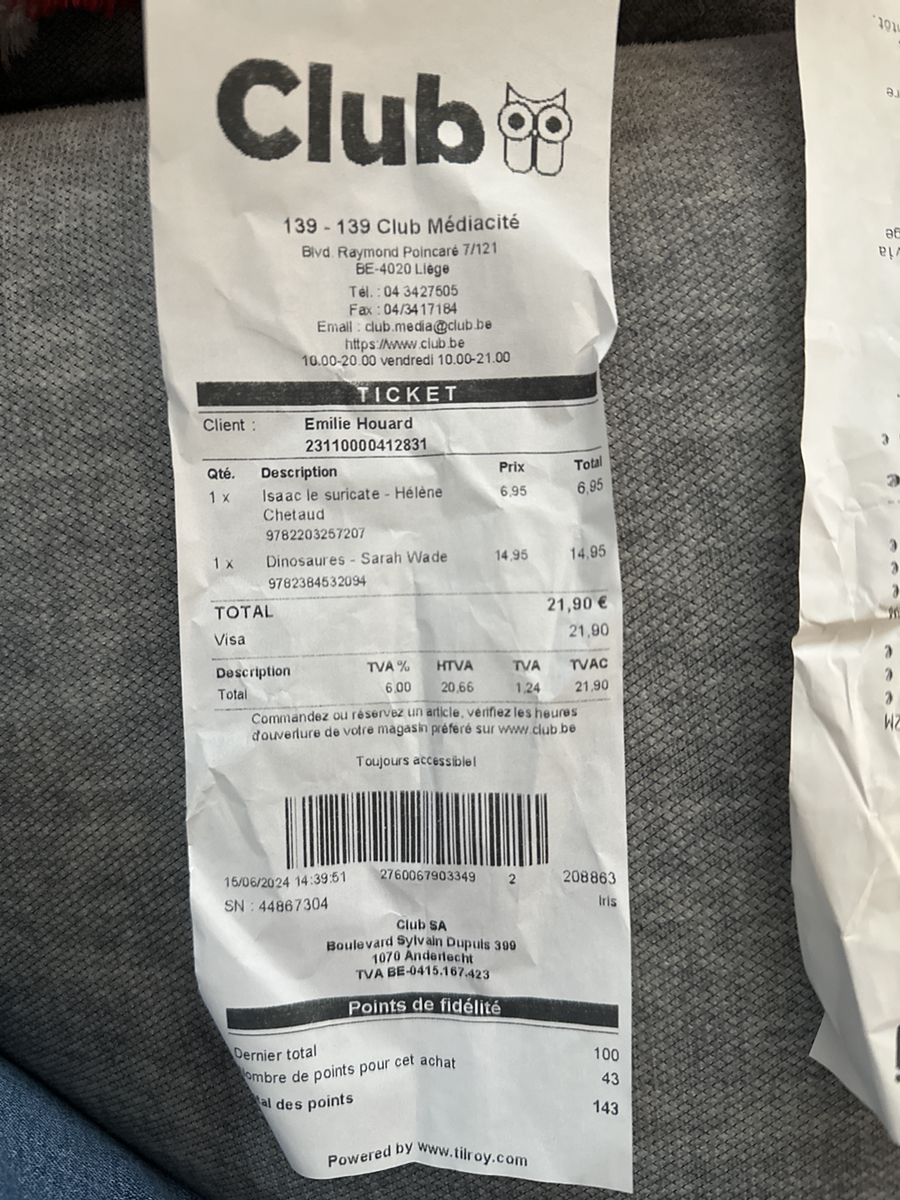 Club
139 - 139 Club Médiacité
Blvd. Raymond Poincaré 7/121
BE-4020 Liège
Tél. : 04 3427505
Fax : 04/3417184
Email : club.media@club.be
https://www.club.be
10.00-20.00 vendredi 10.00-21.00
TICKET
Client : Emilie Houard
23110000412831
Qté. Description Prix Total
1 x Isaac le suricate - Hélène 6,95 6,95
Chetaud
9782203257207
1 x Dinosaures - Sarah Wade 14,95 14,95
9782384532094
TOTAL 21,90 €
Visa 21,90
Description TVA % HTVA TVA TVAC
Total 6,00 20,66 1,24 21,90
Commandez ou réservez un article, vérifiez les heures
d'ouverture de votre magasin préféré sur www.club.be
Toujours accessible!
15/06/2024 14:39:51 2760067903349 2 208863
SN : 44867304 Iris
Club SA
Boulevard Sylvain Dupuis 399
1070 Anderlecht
TVA BE-0415.167.423
Points de fidélité
Dernier total 100
ombre de points pour cet achat 43
al des points 143
Powered by www.tilroy.com